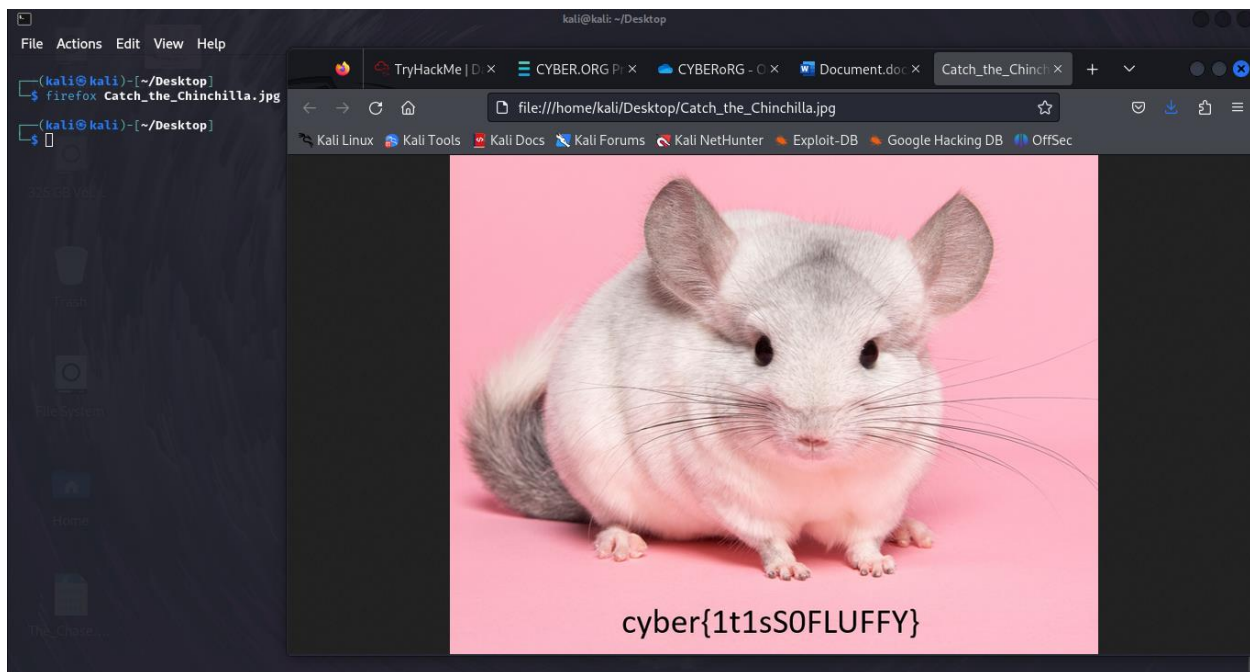 kali@kali: ~/Desktop
File Actions Edit View Help
(kali㉿kali)-[~/Desktop]
$ firefox Catch_the_Chinchilla.jpg
(kali㉿kali)-[~/Desktop]
$
TryHackMe | D
CYBER.ORG Pr
CYBERoRG - O
Document.doc
Catch_the_Chinch
file:///home/kali/Desktop/Catch_the_Chinchilla.jpg
Kali Linux Kali Tools Kali Docs Kali Forums Kali NetHunter Exploit-DB Google Hacking DB OffSec
Trash
File System
Home
The_Chase...
cyber{1t1sS0FLUFFY}